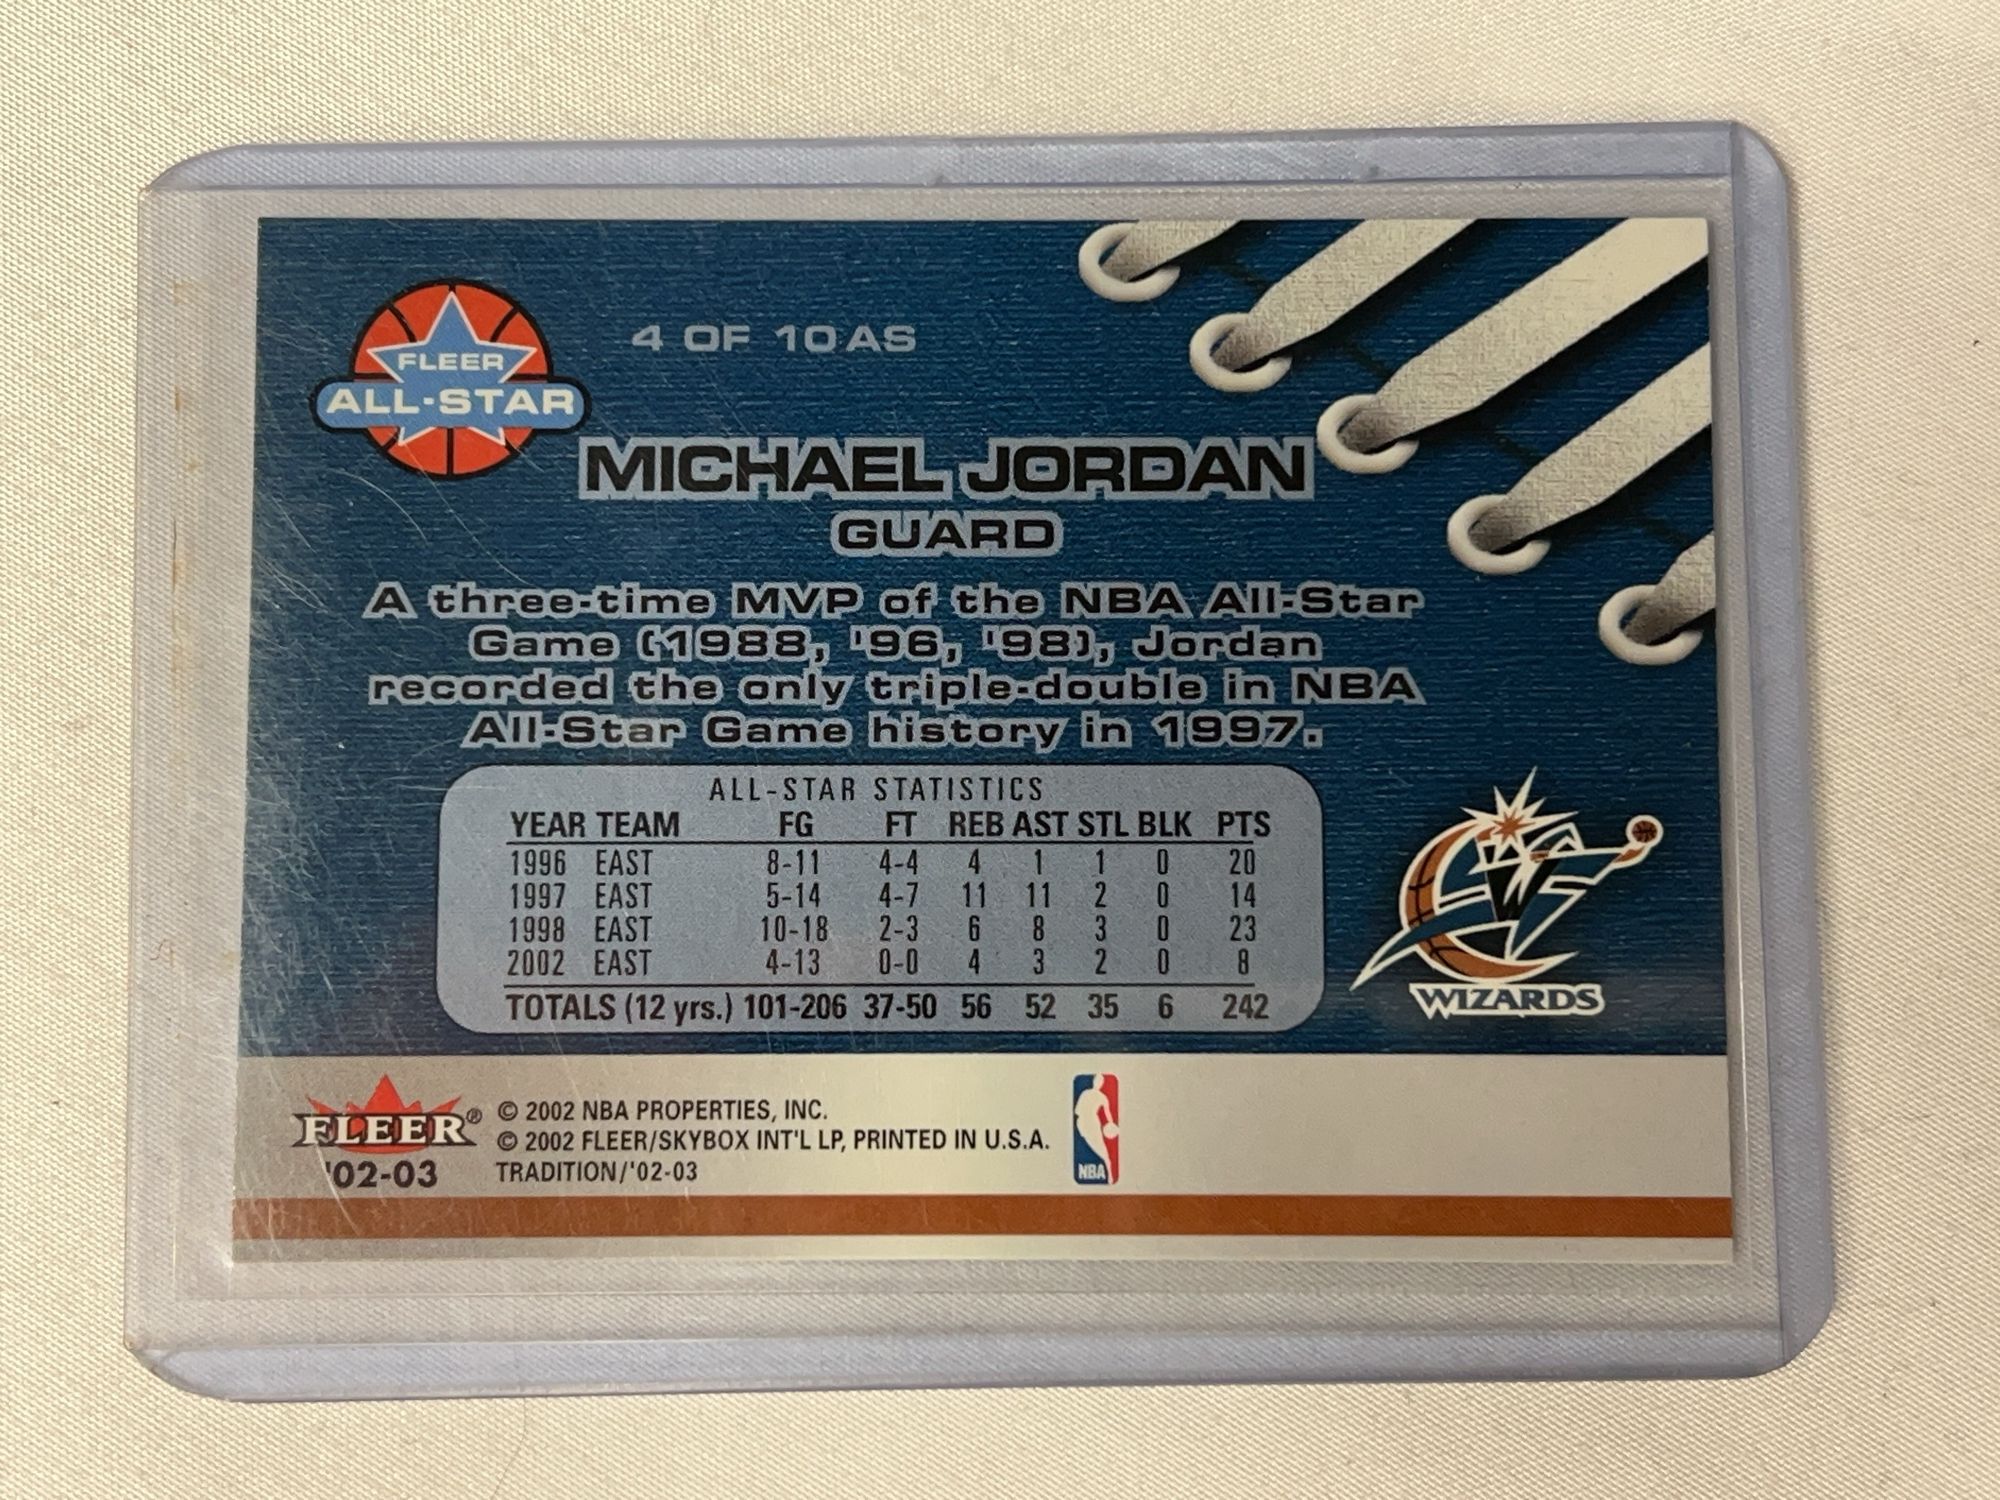 FLEER
ALL-STAR
4 OF 10 AS
MICHAEL JORDAN
GUARD
A three-time MVP of the NBA All-Star
Game (1988, '96, '98), Jordan
recorded the only triple-double in NBA
All-Star Game history in 1997.
ALL-STAR STATISTICS
YEAR TEAM FG FT REB AST STL BLK PTS
1996 EAST 8-11 4-4 4 1 1 0 20
1997 EAST 5-14 4-7 11 11 2 0 14
1998 EAST 10-18 2-3 6 8 3 0 23
2002 EAST 4-13 0-0 4 3 2 0 8
TOTALS (12 yrs.) 101-206 37-50 56 52 35 6 242
W
WIZARDS
FLEER®
'02-03
© 2002 NBA PROPERTIES, INC.
© 2002 FLEER/SKYBOX INT'L LP, PRINTED IN U.S.A.
TRADITION/'02-03
NBA